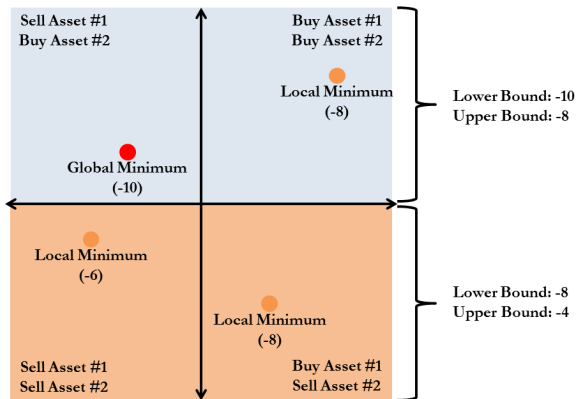 Sell Asset #1
Buy Asset #2
Buy Asset #1
Buy Asset #2
Local Minimum
(-8)
Lower Bound: -10
Upper Bound: -8
Global Minimum
(-10)
Local Minimum
(-6)
Local Minimum
(-8)
Lower Bound: -8
Upper Bound: -4
Sell Asset #1
Sell Asset #2
Buy Asset #1
Sell Asset #2